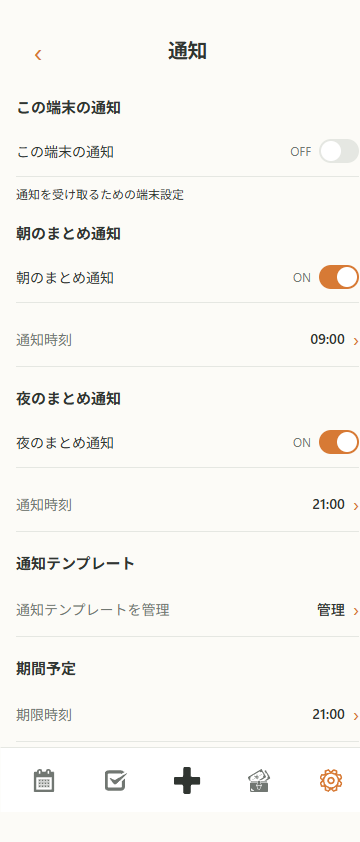 通知
この端末の通知
この端末の通知 OFF
通知を受け取るための端末設定
朝のまとめ通知
朝のまとめ通知 ON
通知時刻 09:00
夜のまとめ通知
夜のまとめ通知 ON
通知時刻 21:00
通知テンプレート
通知テンプレートを管理 管理
期間予定
期限時刻 21:00